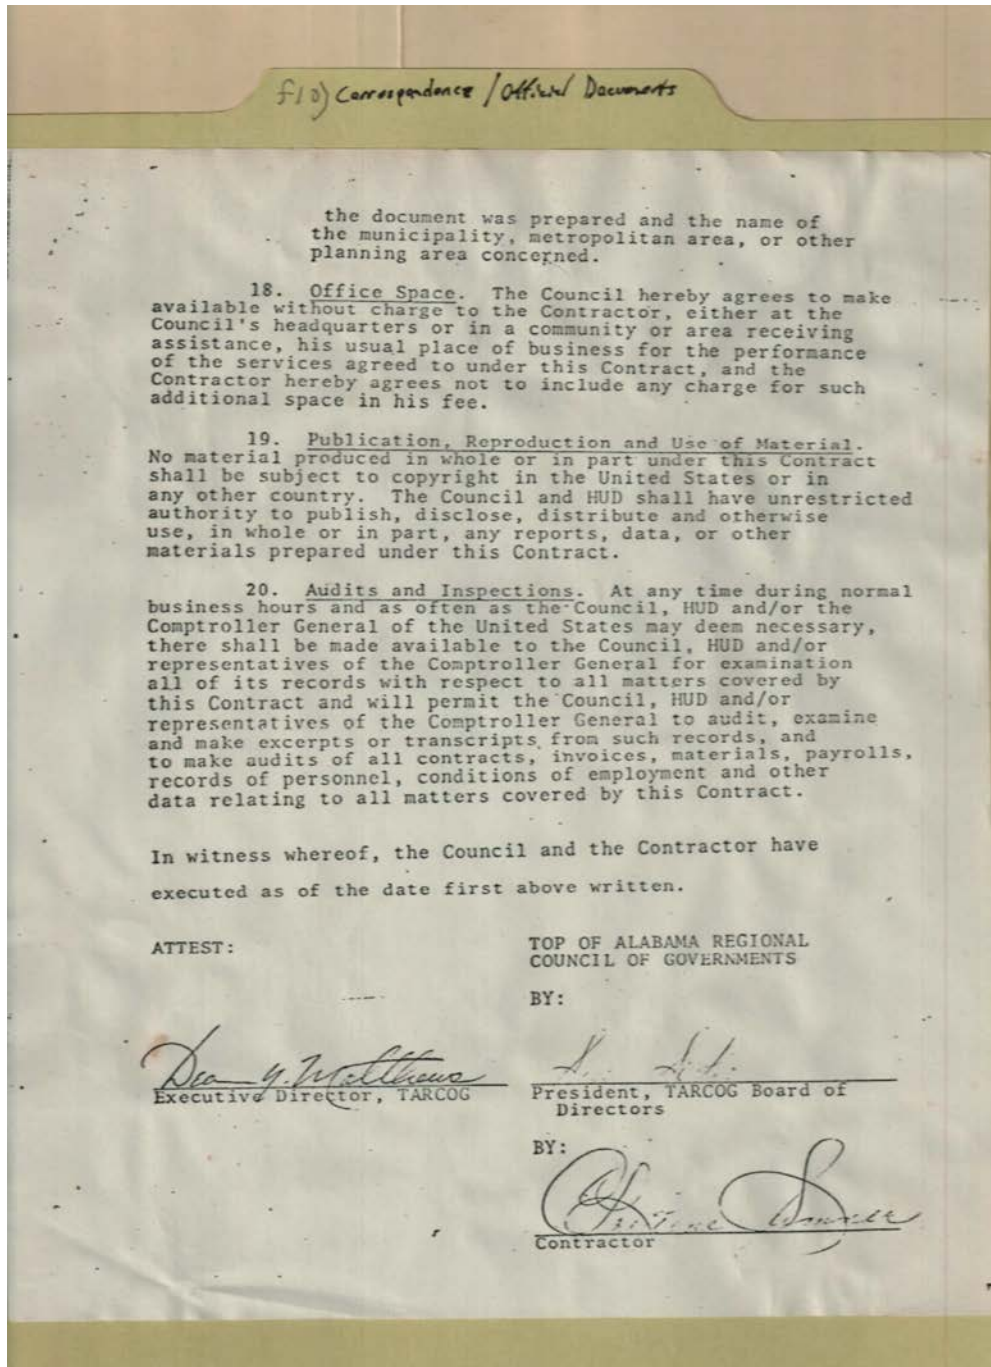 f10) Correspondence / Official Documents
the document was prepared and the name of
the municipality, metropolitan area, or other
planning area concerned.
18. Office Space. The Council hereby agrees to make
available without charge to the Contractor, either at the
Council's headquarters or in a community or area receiving
assistance, his usual place of business for the performance
of the services agreed to under this Contract, and the
Contractor hereby agrees not to include any charge for such
additional space in his fee.
19. Publication, Reproduction and Use of Material.
No material produced in whole or in part under this Contract
shall be subject to copyright in the United States or in
any other country. The Council and HUD shall have unrestricted
authority to publish, disclose, distribute and otherwise
use, in whole or in part, any reports, data, or other
materials prepared under this Contract.
20. Audits and Inspections. At any time during normal
business hours and as often as the Council, HUD and/or the
Comptroller General of the United States may deem necessary,
there shall be made available to the Council, HUD and/or
representatives of the Comptroller General for examination
all of its records with respect to all matters covered by
this Contract and will permit the Council, HUD and/or
representatives of the Comptroller General to audit, examine
and make excerpts or transcripts from such records, and
to make audits of all contracts, invoices, materials, payrolls,
records of personnel, conditions of employment and other
data relating to all matters covered by this Contract.
In witness whereof, the Council and the Contractor have
executed as of the date first above written.
ATTEST:
TOP OF ALABAMA REGIONAL
COUNCIL OF GOVERNMENTS
BY:
Dean Y. Matthews
Executive Director, TARCOG
President, TARCOG Board of
Directors
BY:
Contractor